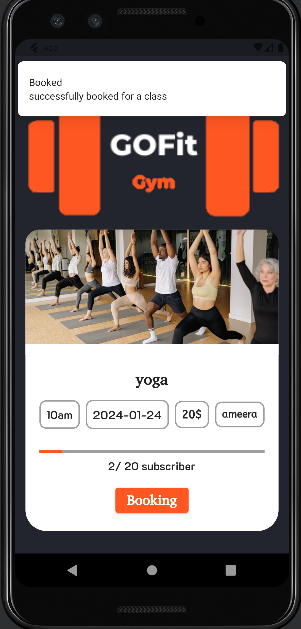 Booked
successfully booked for a class
GOFit
Gym
yoga
10am 2024-01-24 20$ ameera
2/ 20 subscriber
Booking